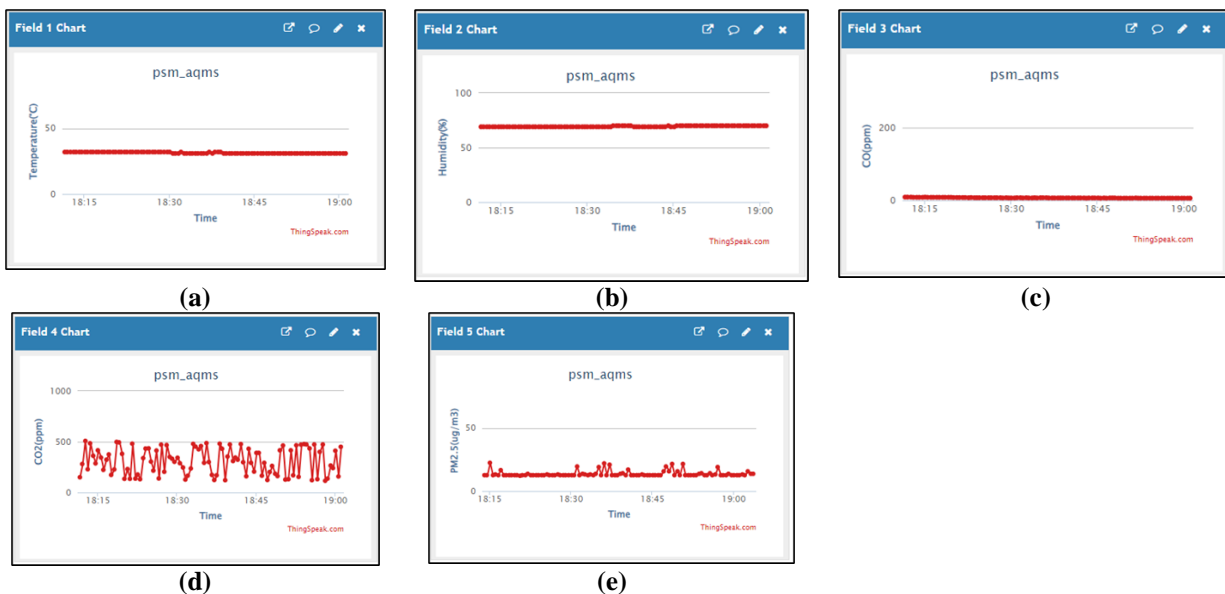 Field 1 Chart
psm_aqms
Temperature(°C)
50
0
18:15 18:30 18:45 19:00
Time
ThingSpeak.com
(a)
Field 2 Chart
psm_aqms
Humidity(%)
100
50
0
18:15 18:30 18:45 19:00
Time
ThingSpeak.com
(b)
Field 3 Chart
psm_aqms
CO(ppm)
200
0
18:15 18:30 18:45 19:00
Time
ThingSpeak.com
(c)
Field 4 Chart
psm_aqms
CO2(ppm)
1000
500
0
18:15 18:30 18:45 19:00
Time
ThingSpeak.com
(d)
Field 5 Chart
psm_aqms
PM2.5(ug/m3)
50
0
18:15 18:30 18:45 19:00
Time
ThingSpeak.com
(e)